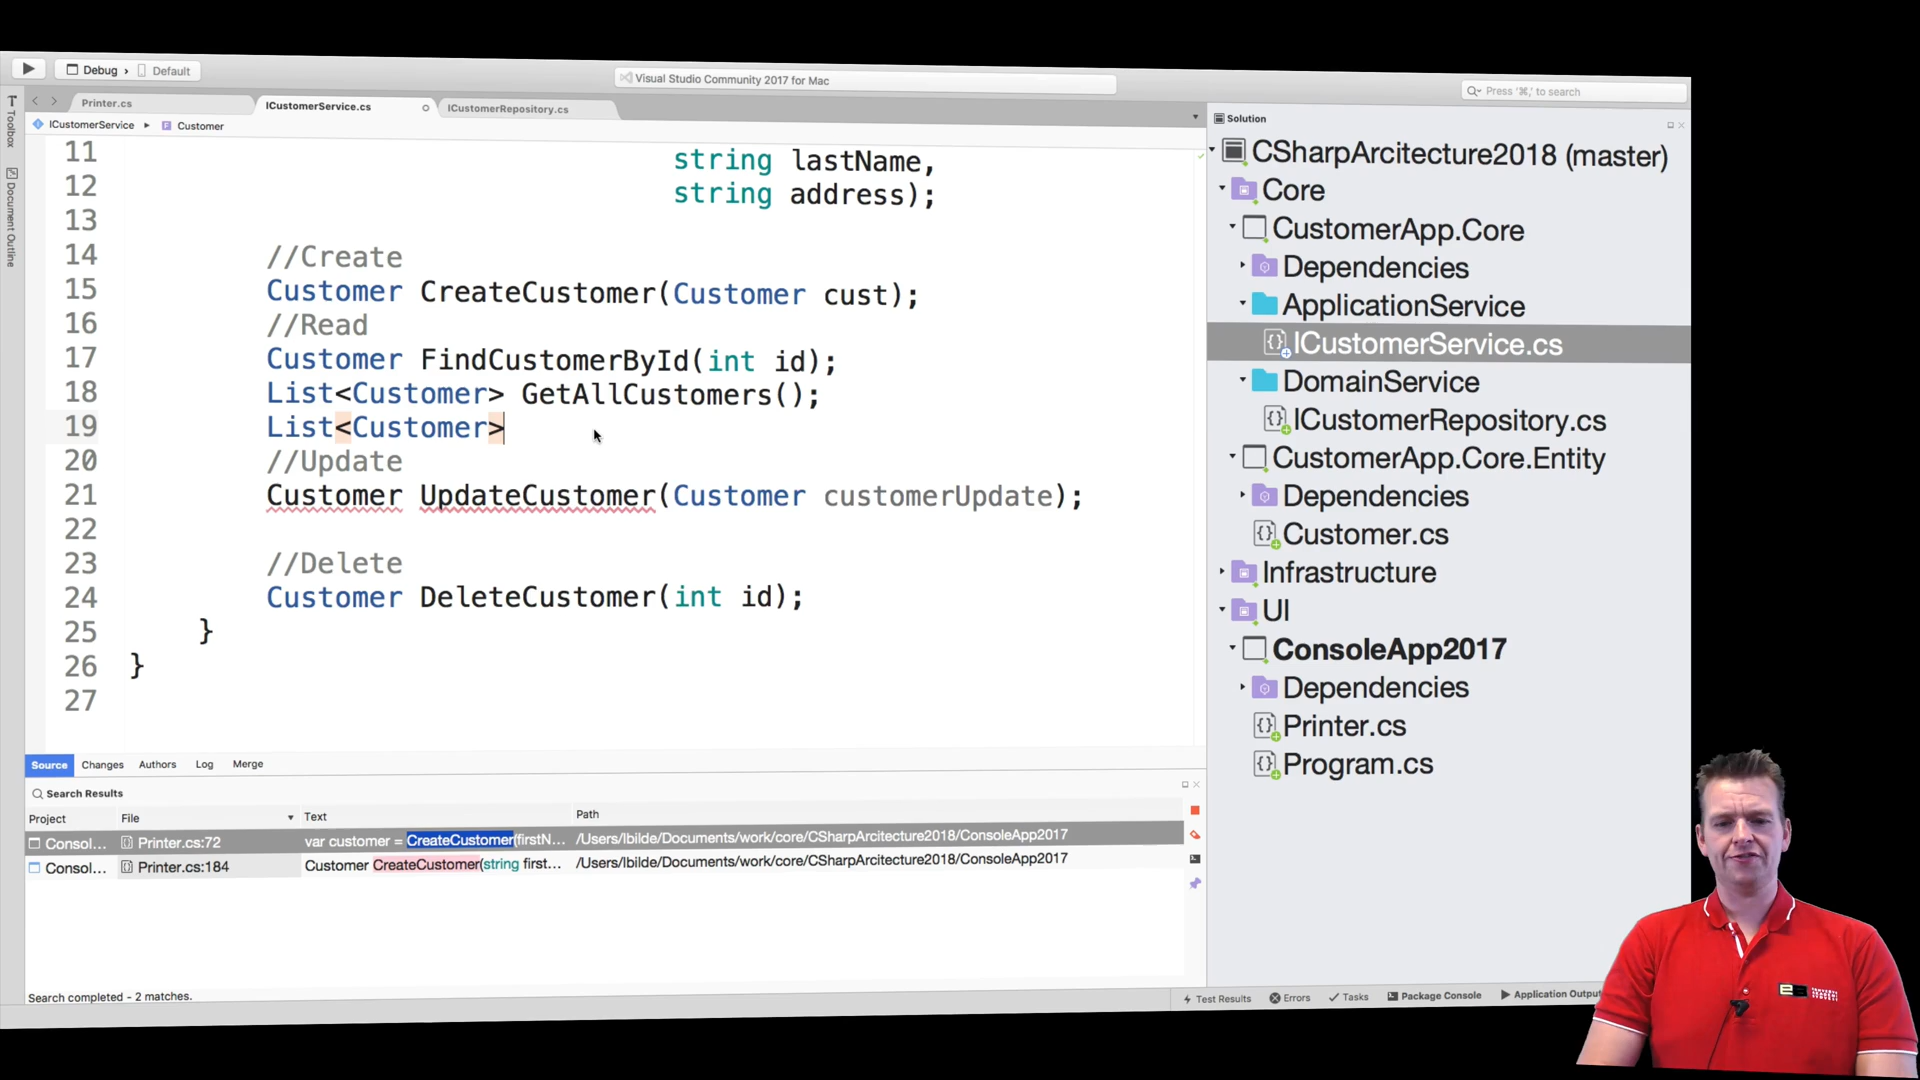 Debug › Default
Visual Studio Community 2017 for Mac
Press '⌘,' to search
Toolbox
Document Outline
Printer.cs
ICustomerService.cs
ICustomerRepository.cs
ICustomerService ▸ Customer
11 string lastName,
12 string address);
13
14 //Create
15 Customer CreateCustomer(Customer cust);
16 //Read
17 Customer FindCustomerById(int id);
18 List<Customer> GetAllCustomers();
19 List<Customer>
20 //Update
21 Customer UpdateCustomer(Customer customerUpdate);
22
23 //Delete
24 Customer DeleteCustomer(int id);
25 }
26 }
27
Source Changes Authors Log Merge
Search Results
Project File Text Path
Consol... Printer.cs:72 var customer = CreateCustomer(firstN... /Users/lbilde/Documents/work/core/CSharpArcitecture2018/ConsoleApp2017
Consol... Printer.cs:184 Customer CreateCustomer(string first... /Users/lbilde/Documents/work/core/CSharpArcitecture2018/ConsoleApp2017
Search completed - 2 matches.
Solution
CSharpArcitecture2018 (master)
Core
CustomerApp.Core
Dependencies
ApplicationService
ICustomerService.cs
DomainService
ICustomerRepository.cs
CustomerApp.Core.Entity
Dependencies
Customer.cs
Infrastructure
UI
ConsoleApp2017
Dependencies
Printer.cs
Program.cs
Test Results Errors Tasks Package Console Application Outpu